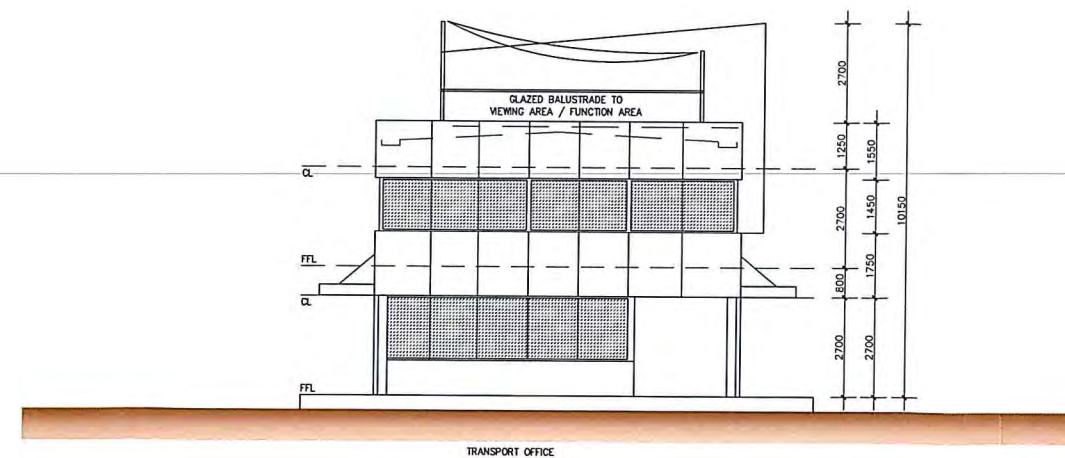 GLAZED BALUSTRADE TO
VIEWING AREA / FUNCTION AREA
2700
1250
1550
CL
2700
1450
10150
FFL
800
1750
CL
2700
2700
FFL
TRANSPORT OFFICE